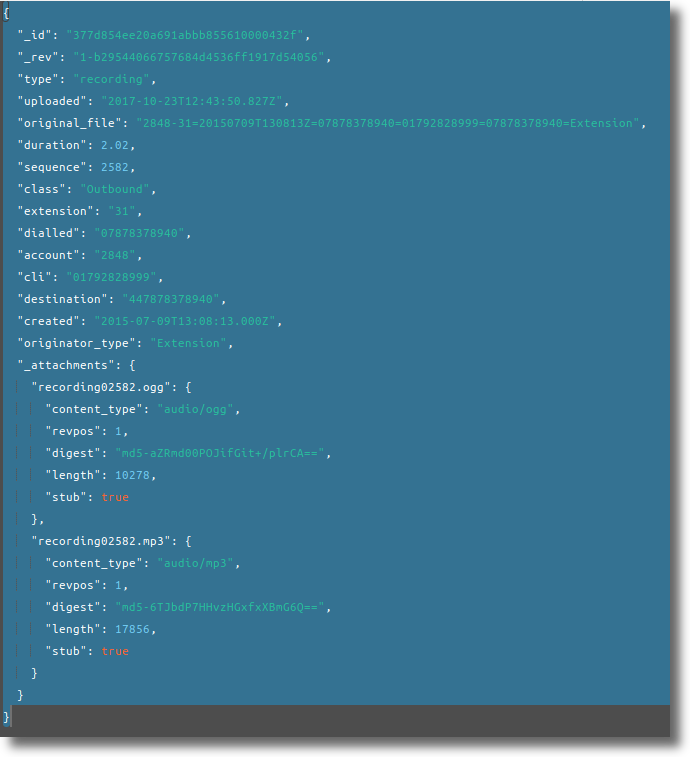 {
"_id": "377d854ee20a691abbb855610000432f",
"_rev": "1-b29544066757684d4536ff1917d54056",
"type": "recording",
"uploaded": "2017-10-23T12:43:50.827Z",
"original_file": "2848-31=20150709T130813Z=07878378940=01792828999=07878378940=Extension",
"duration": 2.02,
"sequence": 2582,
"class": "Outbound",
"extension": "31",
"dialled": "07878378940",
"account": "2848",
"cli": "01792828999",
"destination": "447878378940",
"created": "2015-07-09T13:08:13.000Z",
"originator_type": "Extension",
"_attachments": {
"recording02582.ogg": {
"content_type": "audio/ogg",
"revpos": 1,
"digest": "md5-aZRmd00POJifGit+/plrCA==",
"length": 10278,
"stub": true
},
"recording02582.mp3": {
"content_type": "audio/mp3",
"revpos": 1,
"digest": "md5-6TJbdP7HHvzHGxfxXBmG6Q==",
"length": 17856,
"stub": true
}
}
}